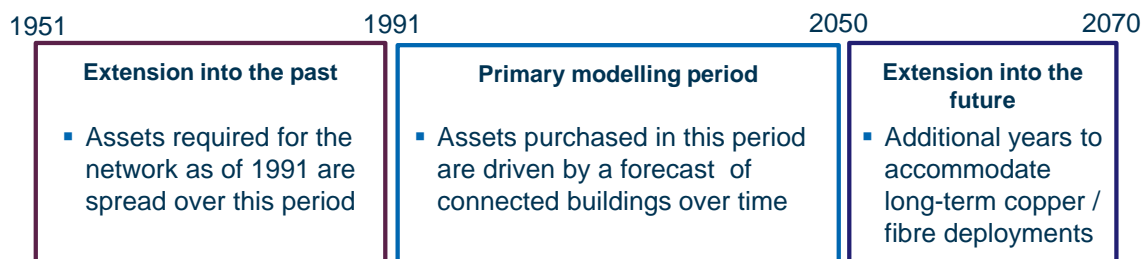 1951
1991
2050
2070
Extension into the past
▪ Assets required for the
network as of 1991 are
spread over this period
Primary modelling period
▪ Assets purchased in this period
are driven by a forecast of
connected buildings over time
Extension into the
future
▪ Additional years to
accommodate
long-term copper /
fibre deployments